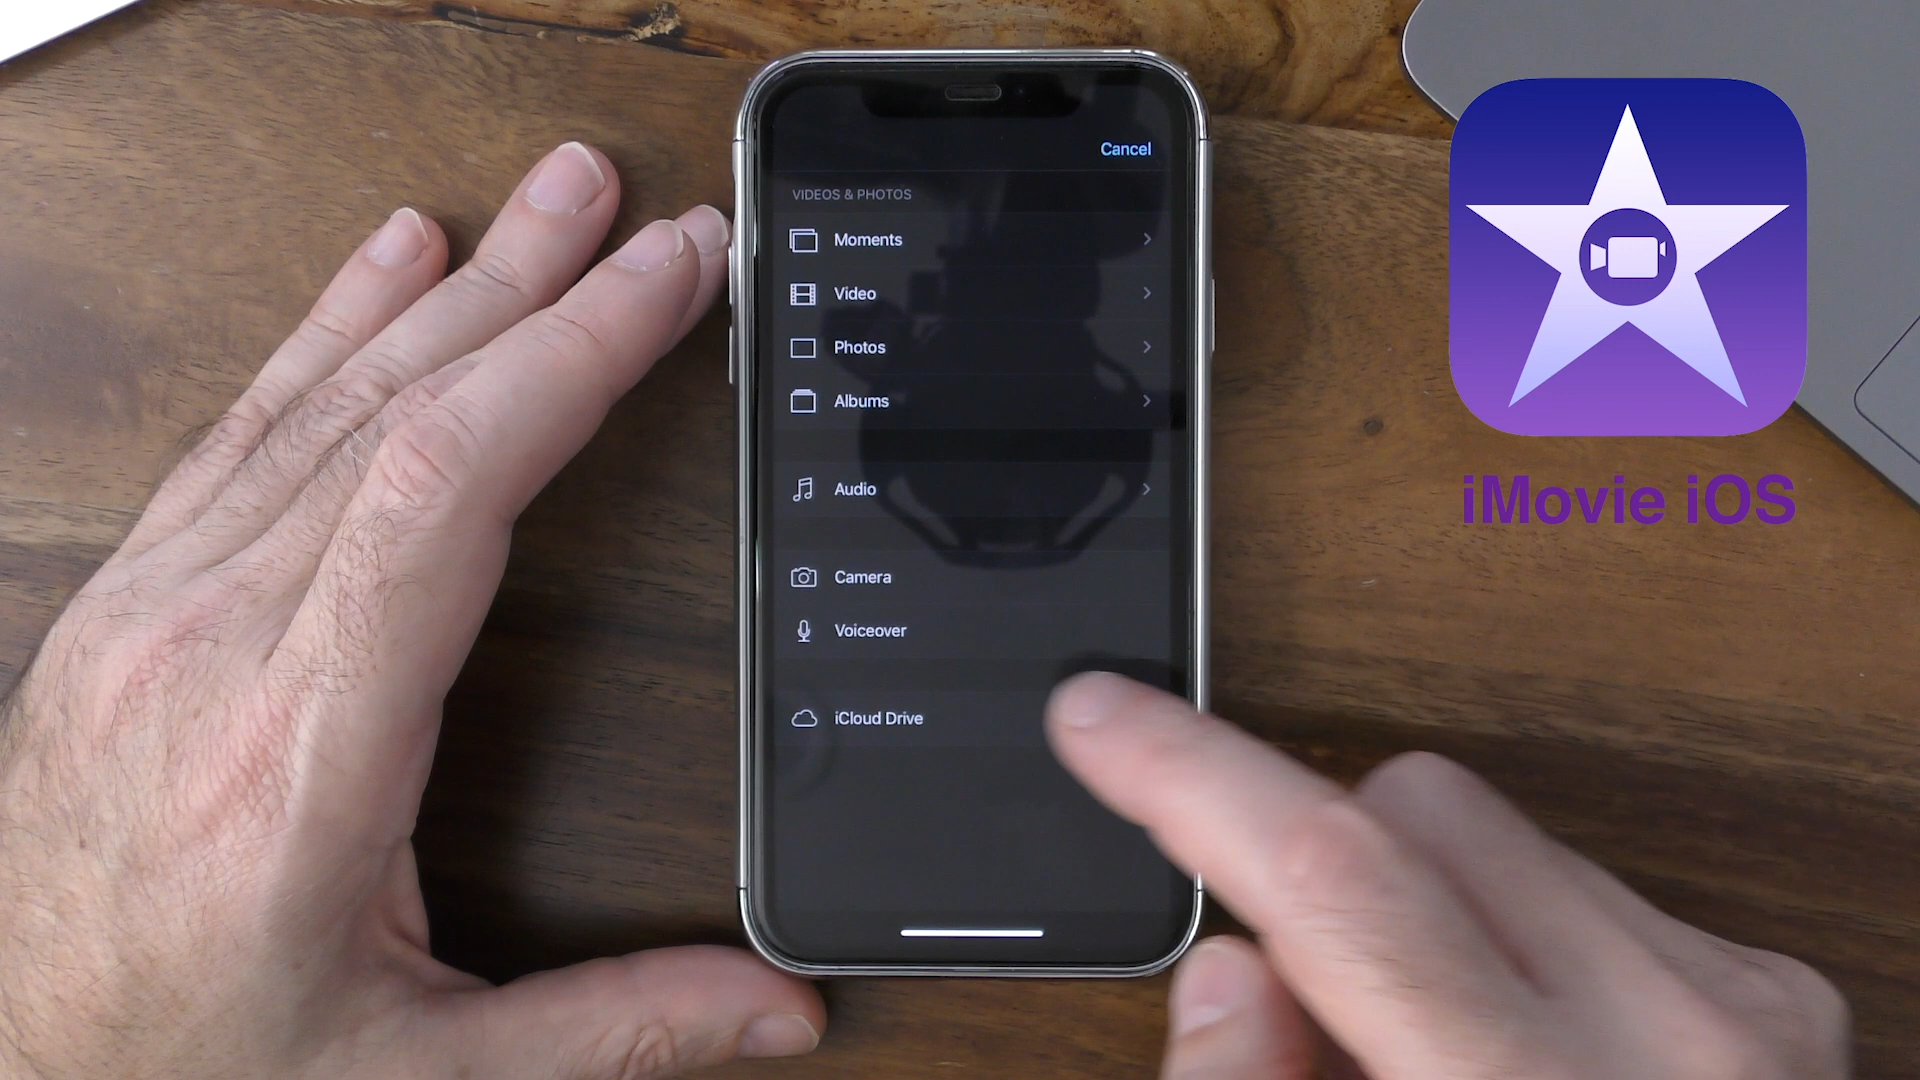 Cancel
VIDEOS & PHOTOS
Moments
Video
Photos
Albums
Audio
Camera
Voiceover
iCloud Drive
iMovie iOS